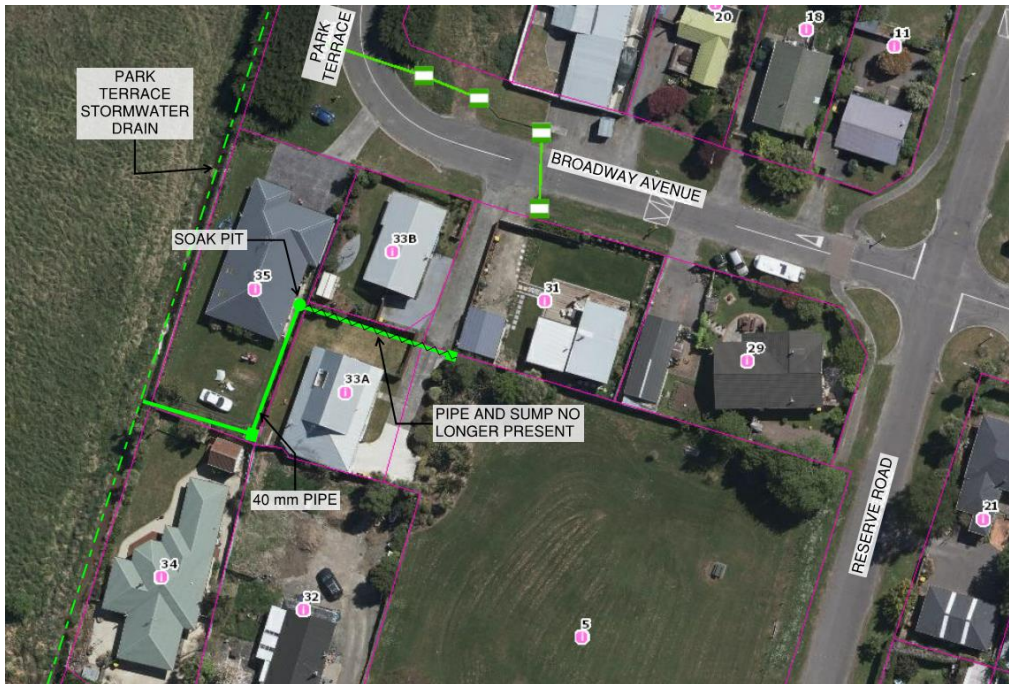 20
18
11
PARK
TERRACE
PARK
TERRACE
STORMWATER
DRAIN
BROADWAY AVENUE
SOAK PIT
33B
35
31
29
33A
PIPE AND SUMP NO
LONGER PRESENT
40 mm PIPE
RESERVE ROAD
21
34
32
5